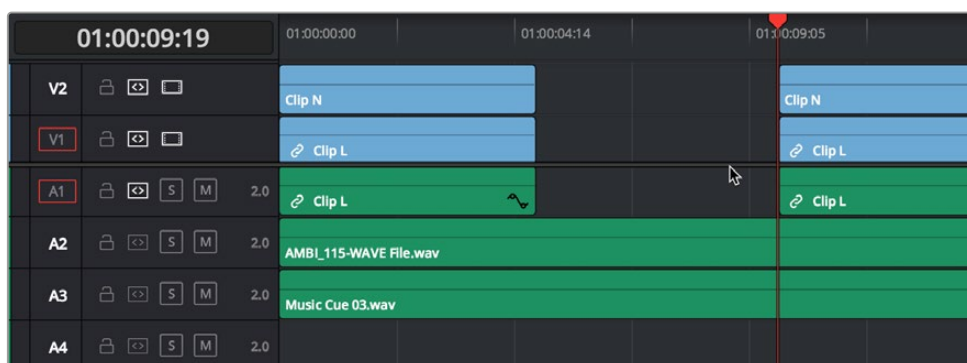 01:00:09:19 01:00:00:00 01:00:04:14 01:00:09:05
V2 Clip N Clip N
V1 Clip L Clip L
A1 S M 2.0 Clip L Clip L
A2 S M 2.0 AMBI_115-WAVE File.wav
A3 S M 2.0 Music Cue 03.wav
A4 S M 2.0